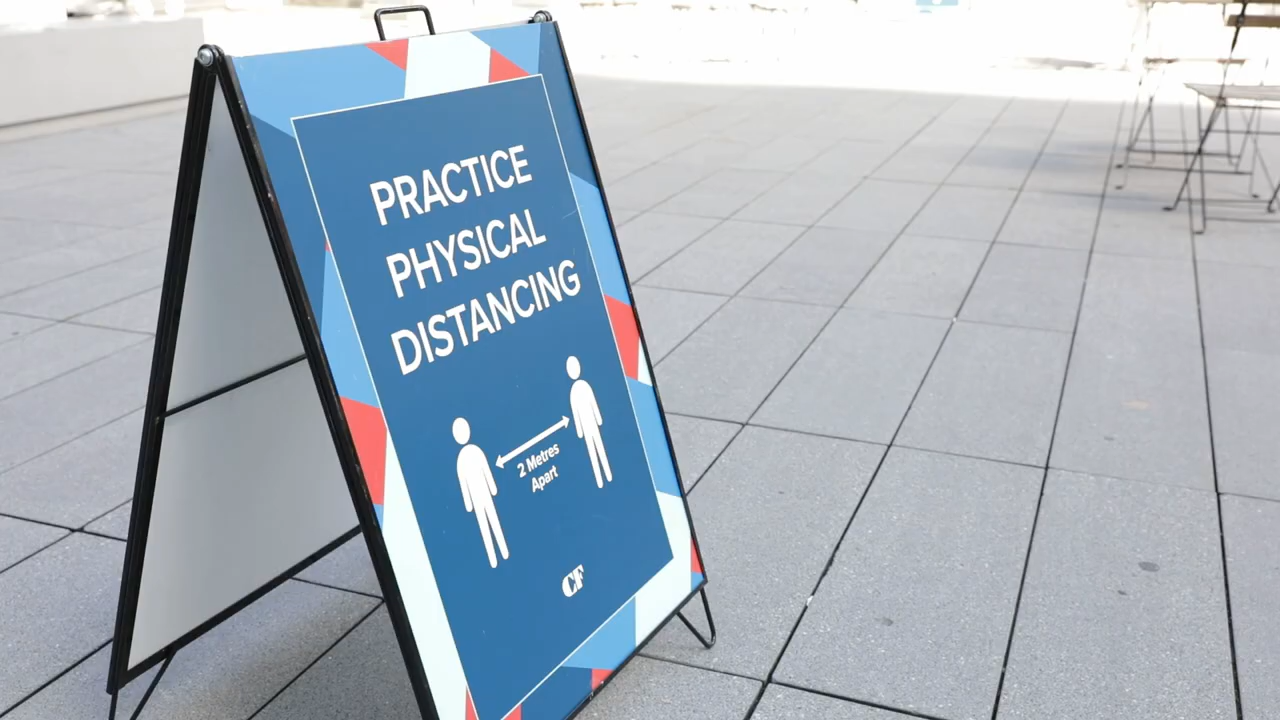 PRACTICE
PHYSICAL
DISTANCING
2 Metres
Apart
CF